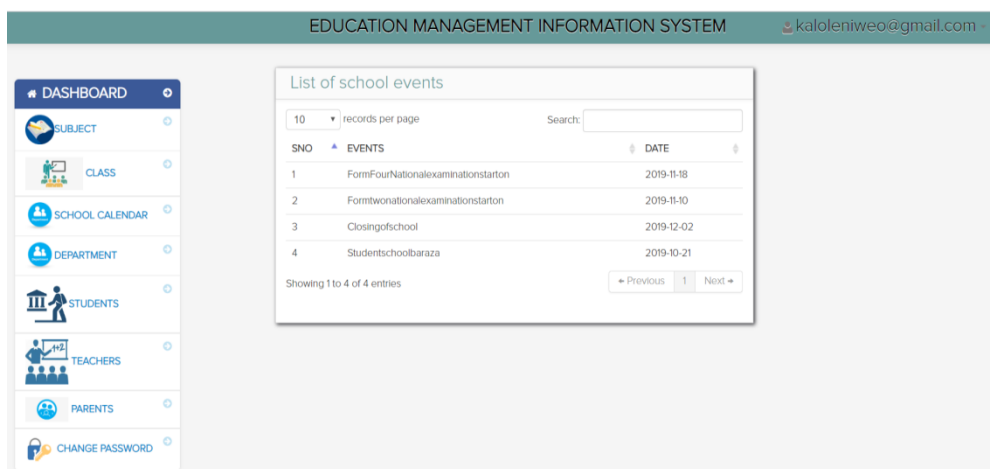 EDUCATION MANAGEMENT INFORMATION SYSTEM
kaloleniweo@gmail.com
DASHBOARD
SUBJECT
CLASS
SCHOOL CALENDAR
DEPARTMENT
STUDENTS
1+2
TEACHERS
PARENTS
CHANGE PASSWORD
List of school events
10 records per page Search:
SNO EVENTS DATE
1 FormFourNationalexaminationstarton 2019-11-18
2 Formtwonationalexaminationstarton 2019-11-10
3 Closingofschool 2019-12-02
4 Studentschoolbaraza 2019-10-21
Showing 1 to 4 of 4 entries
Previous 1 Next